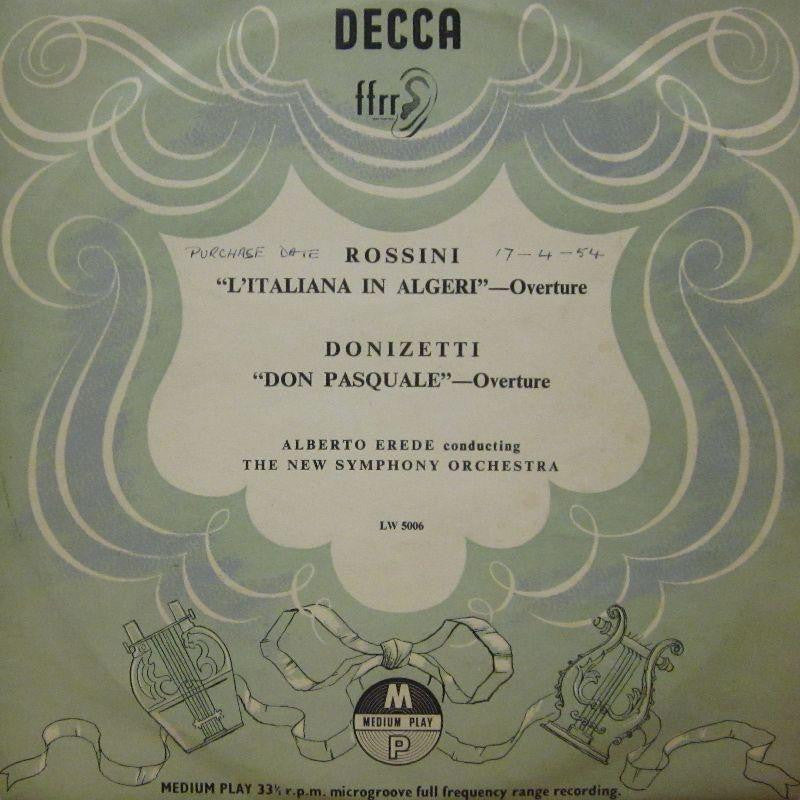 DECCA
ffrr
PURCHASE DATE ROSSINI 17-4-54
“L'ITALIANA IN ALGERI”—Overture
DONIZETTI
“DON PASQUALE”—Overture
ALBERTO EREDE conducting
THE NEW SYMPHONY ORCHESTRA
LW 5006
M
MEDIUM PLAY
P
MEDIUM PLAY 33⅓ r.p.m. microgroove full frequency range recording.